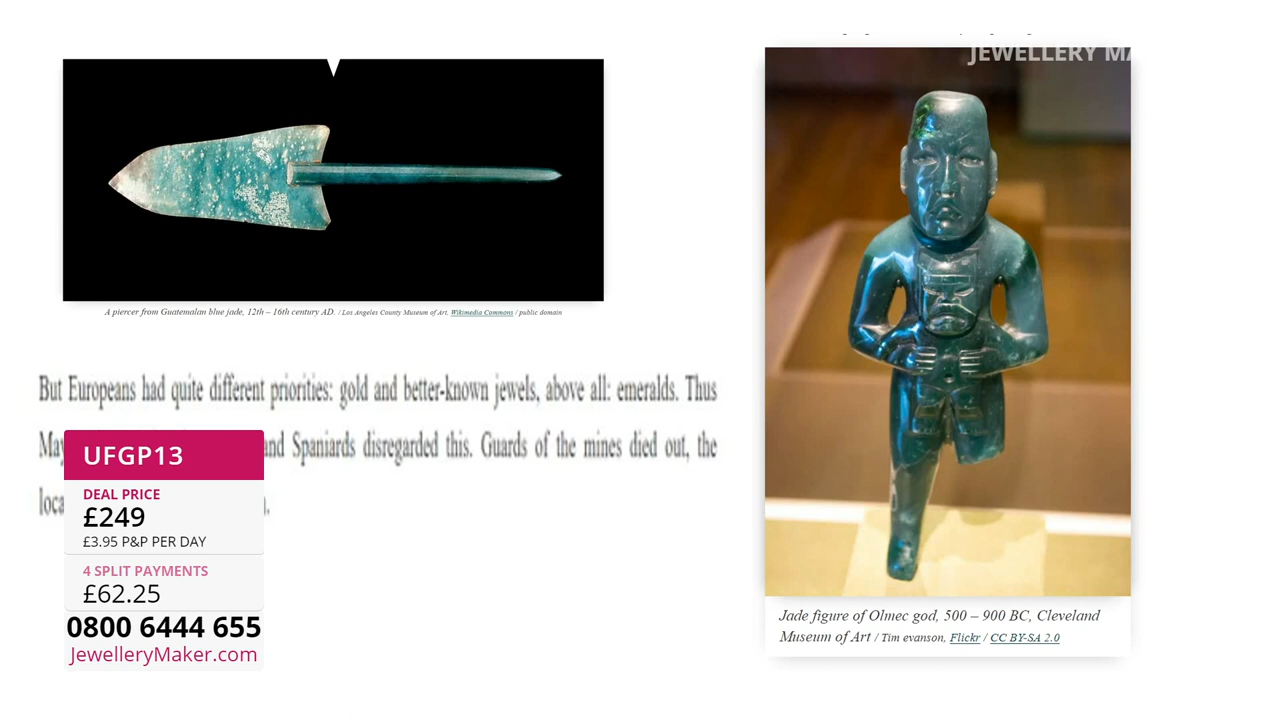 JEWELLERY MA
A piercer from Guatemalan blue jade, 12th – 16th century AD. / Los Angeles County Museum of Art. Wikimedia Commons / public domain
But Europeans had quite different priorities: gold and better-known jewels, above all: emeralds. Thus
May and Spaniards disregarded this. Guards of the mines died out, the
loca
UFGP13
DEAL PRICE
£249
£3.95 P&P PER DAY
4 SPLIT PAYMENTS
£62.25
0800 6444 655
JewelleryMaker.com
Jade figure of Olmec god, 500 – 900 BC, Cleveland
Museum of Art / Tim evanson, Flickr / CC BY-SA 2.0